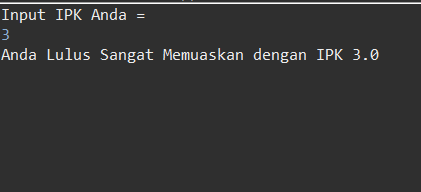 Input IPK Anda =
3
Anda Lulus Sangat Memuaskan dengan IPK 3.0